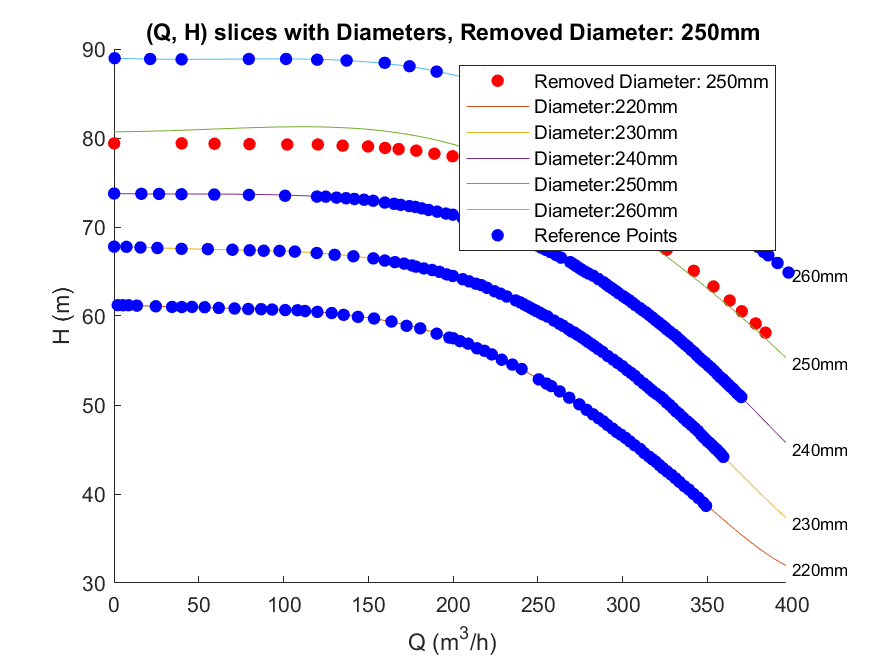 (Q, H) slices with Diameters, Removed Diameter: 250mm
90
80
70
60
50
40
30
H (m)
0
50
100
150
200
250
300
350
400
Q (m³/h)
Removed Diameter: 250mm
Diameter:220mm
Diameter:230mm
Diameter:240mm
Diameter:250mm
Diameter:260mm
Reference Points
260mm
250mm
240mm
230mm
220mm